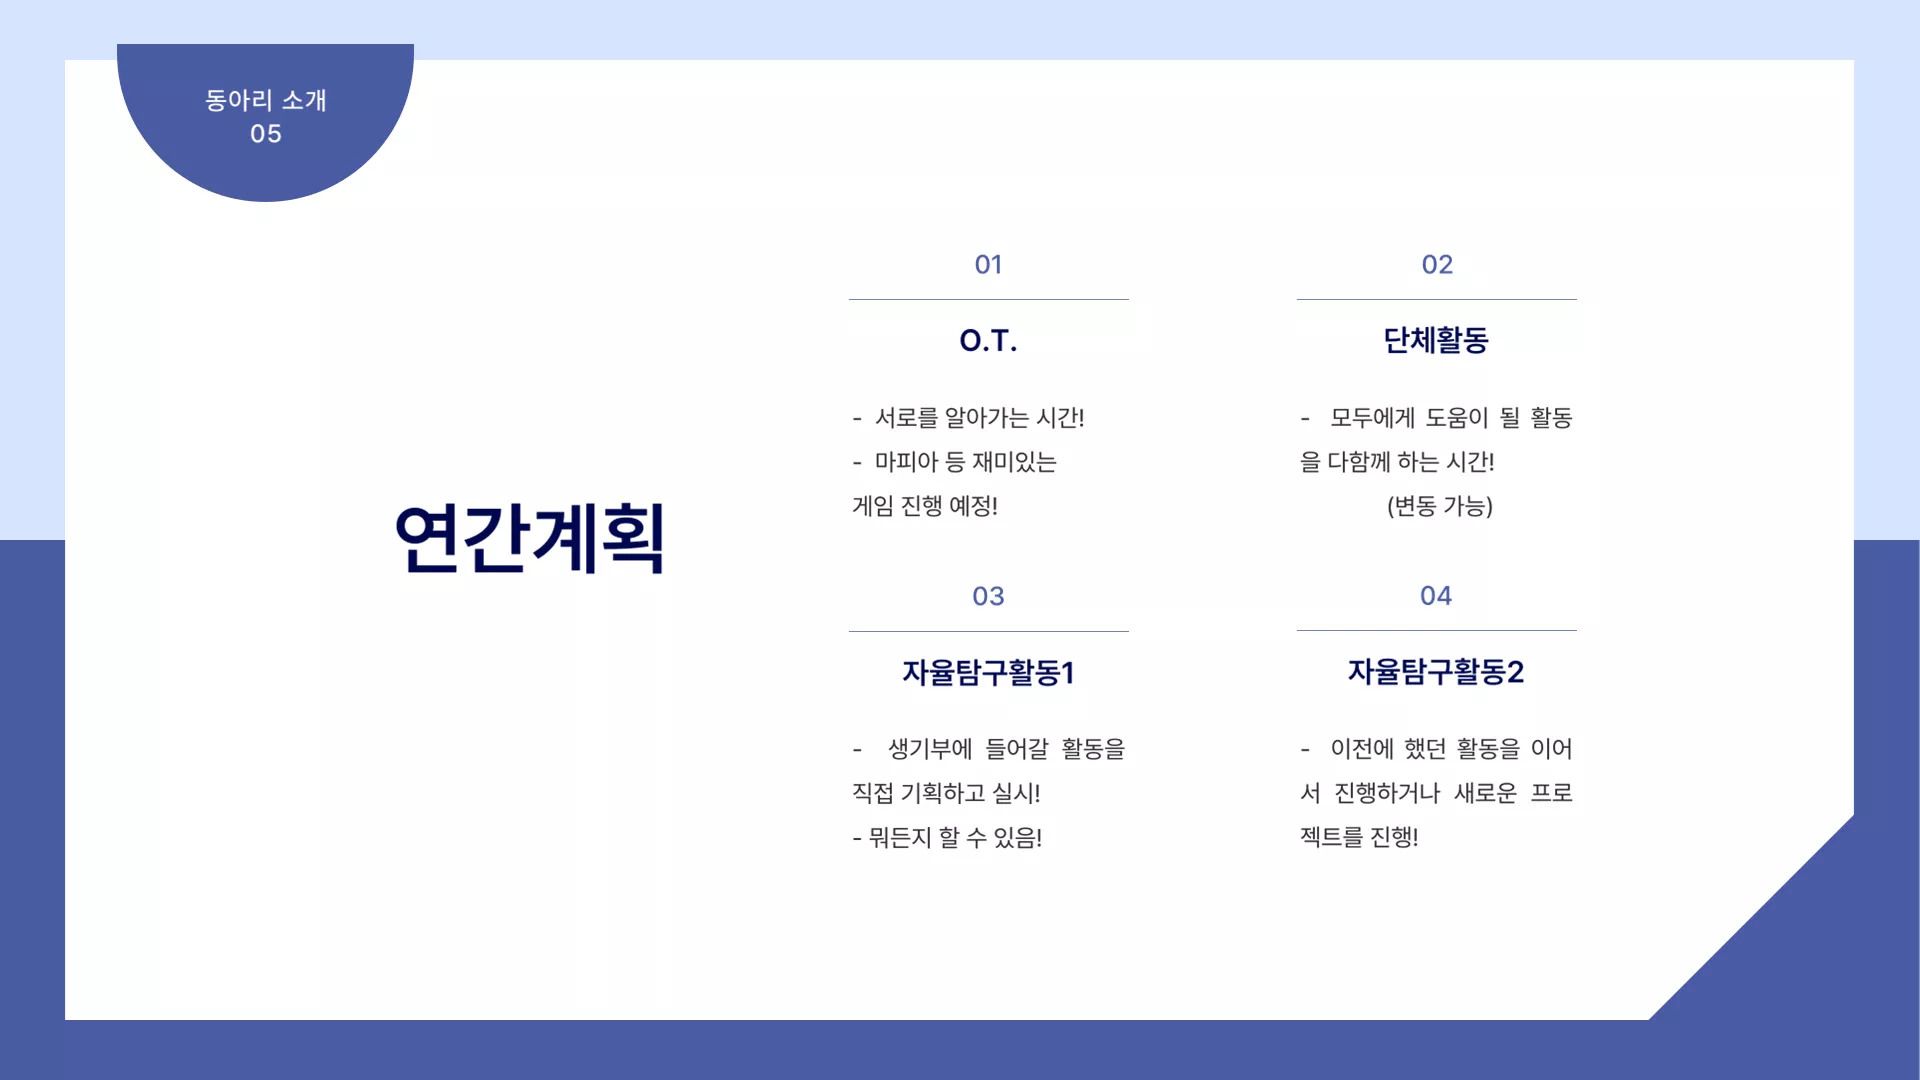 동아리 소개
05
연간계획
01
O.T.
- 서로를 알아가는 시간!
- 마피아 등 재미있는
게임 진행 예정!
02
단체활동
- 모두에게 도움이 될 활동
을 다함께 하는 시간!
(변동 가능)
03
자율탐구활동1
- 생기부에 들어갈 활동을
직접 기획하고 실시!
- 뭐든지 할 수 있음!
04
자율탐구활동2
- 이전에 했던 활동을 이어
서 진행하거나 새로운 프로
젝트를 진행!